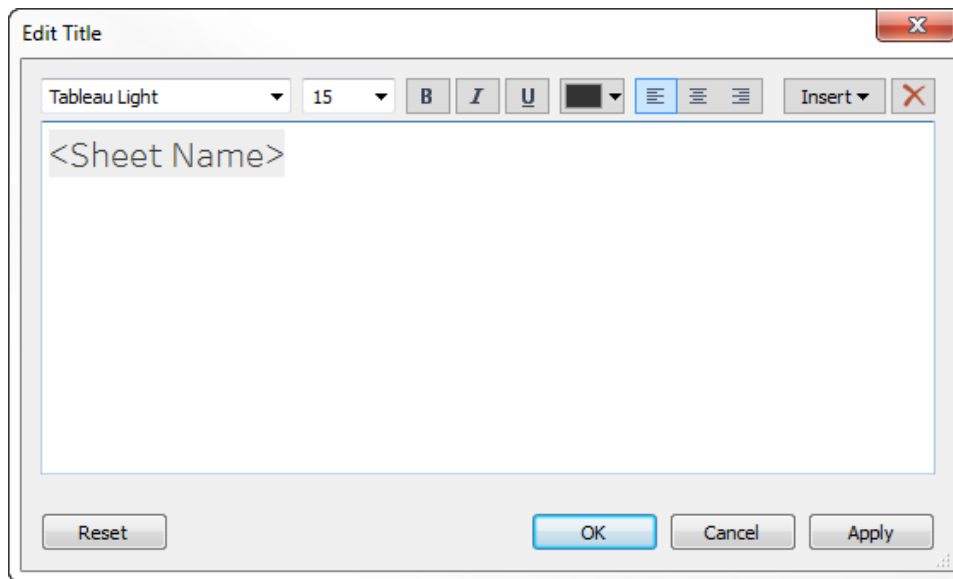 Edit Title
Tableau Light 15 B I U Insert
<Sheet Name>
Reset OK Cancel Apply